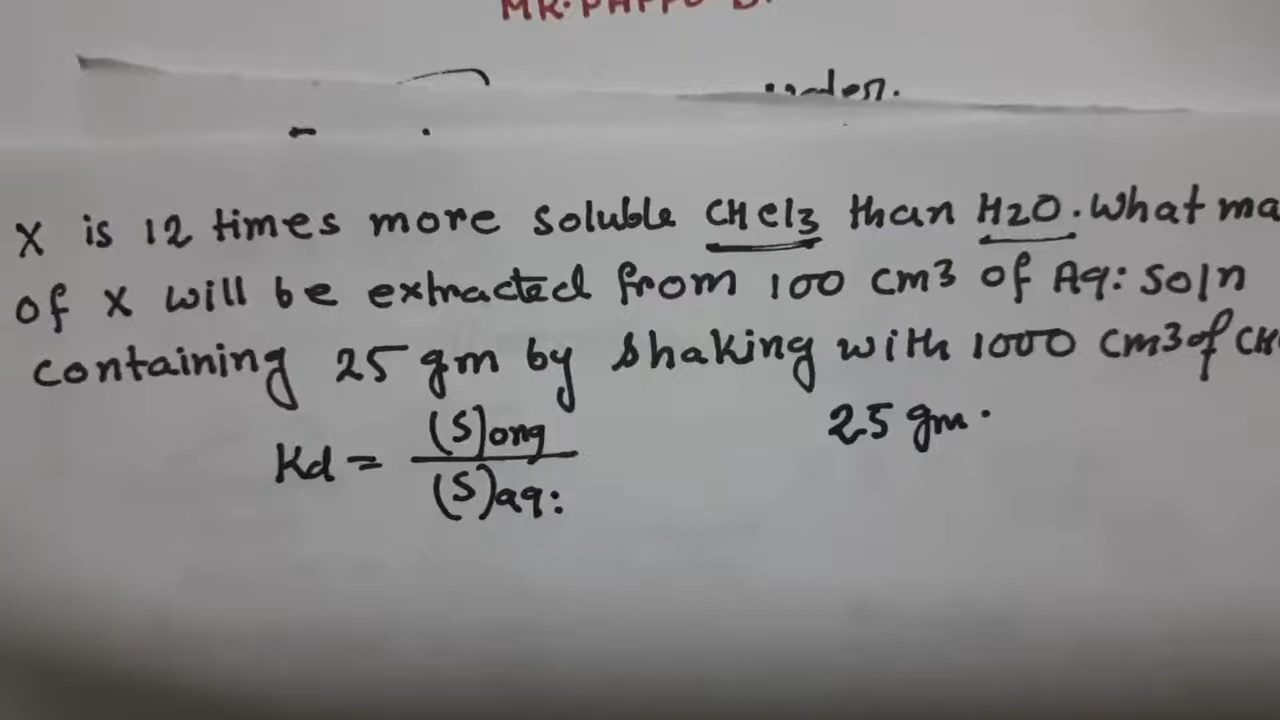 X is 12 times more soluble CHCl3 than H2O. What ma
of X will be extracted from 100 cm3 of Aq: soln
containing 25 gm by shaking with 1000 cm3 of CH
Kd = (S)org / (S)aq:
25 gm.